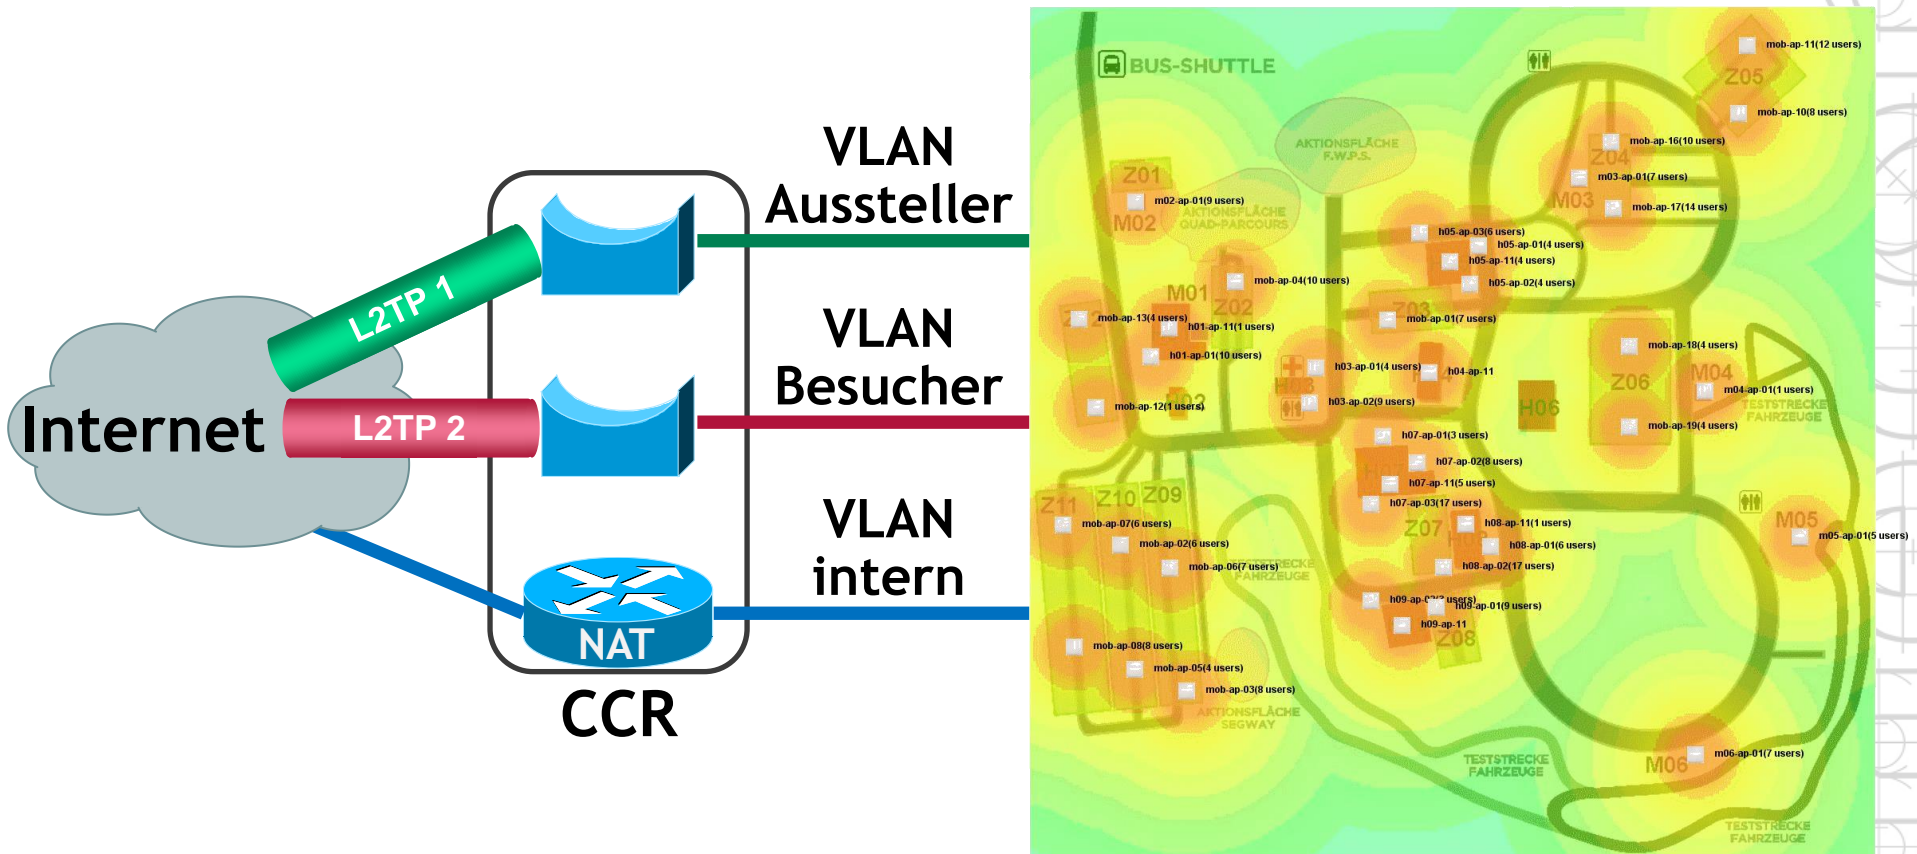 VLAN
Aussteller
L2TP 1
VLAN
Besucher
Internet
L2TP 2
VLAN
intern
NAT
CCR
BUS-SHUTTLE
mob-ap-11(12 users)
Z05
mob-ap-10(8 users)
AKTIONSFLÄCHE
F.W.P.S.
mob-ap-16(10 users)
Z04
m03-ap-01(7 users)
M03
mob-ap-17(14 users)
Z01
m02-ap-01(9 users)
M02
AKTIONSFLÄCHE
QUAD-PARCOURS
h05-ap-03(6 users)
h05-ap-01(4 users)
h05-ap-11(4 users)
h05-ap-02(4 users)
mob-ap-04(10 users)
M01
Z02
Z03
mob-ap-13(4 users)
h01-ap-11(1 users)
mob-ap-01(7 users)
h01-ap-01(10 users)
mob-ap-18(4 users)
h03-ap-01(4 users)
h04-ap-11
H03
Z06
M04
m04-ap-01(1 users)
mob-ap-12(1 users)
h03-ap-02(9 users)
H06
TESTSTRECKE
FAHRZEUGE
mob-ap-19(4 users)
h07-ap-01(3 users)
h07-ap-02(8 users)
h07-ap-11(5 users)
h07-ap-03(17 users)
Z11
Z10
Z09
mob-ap-07(6 users)
mob-ap-02(6 users)
mob-ap-06(7 users)
Z07
h08-ap-11(1 users)
h08-ap-01(6 users)
h08-ap-02(17 users)
M05
m05-ap-01(5 users)
TESTSTRECKE
FAHRZEUGE
h09-ap-01(9 users)
h09-ap-11
Z08
mob-ap-08(8 users)
mob-ap-05(4 users)
mob-ap-03(8 users)
AKTIONSFLÄCHE
SEGWAY
TESTSTRECKE
FAHRZEUGE
m06-ap-01(7 users)
M06
TESTSTRECKE
FAHRZEUGE